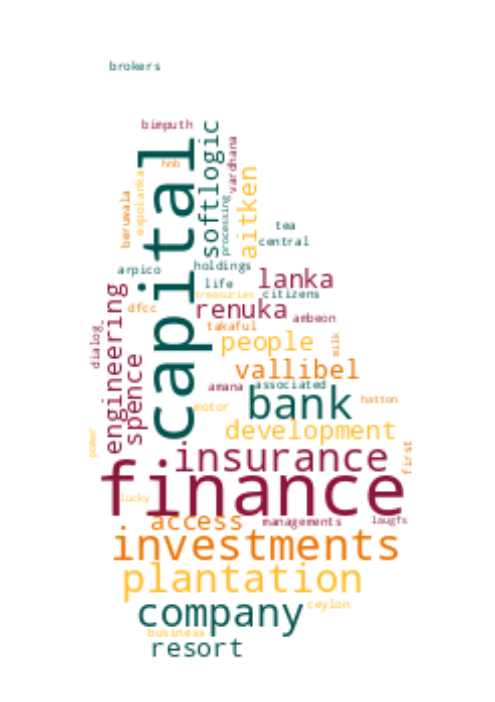 brokers
bimputh
capital
softlogic
vardhana
hnb
expolanka
aitken
beruwala
processing
tea
central
arpico
holdings
lanka
life
treasuries
citizens
engineering
dfcc
renuka
ambeon
takaful
dialog
people
milk
spence
vallibel
amana
associated
bank
hatton
motor
development
power
first
insurance
finance
lucky
access
managements
laugfs
investments
plantation
company
ceylon
business
resort